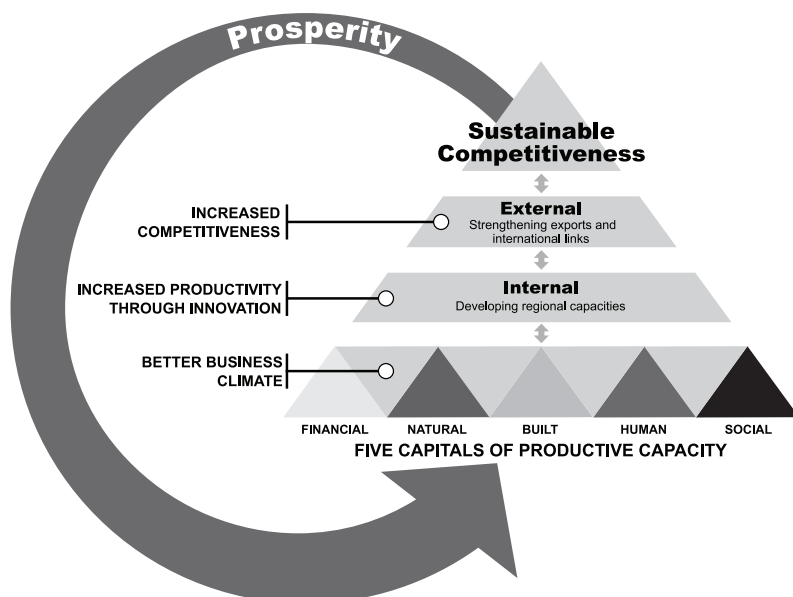 Prosperity
Sustainable
Competitiveness
INCREASED
COMPETITIVENESS
External
Strengthening exports and
international links
INCREASED PRODUCTIVITY
THROUGH INNOVATION
Internal
Developing regional capacities
BETTER BUSINESS
CLIMATE
FINANCIAL NATURAL BUILT HUMAN SOCIAL
FIVE CAPITALS OF PRODUCTIVE CAPACITY